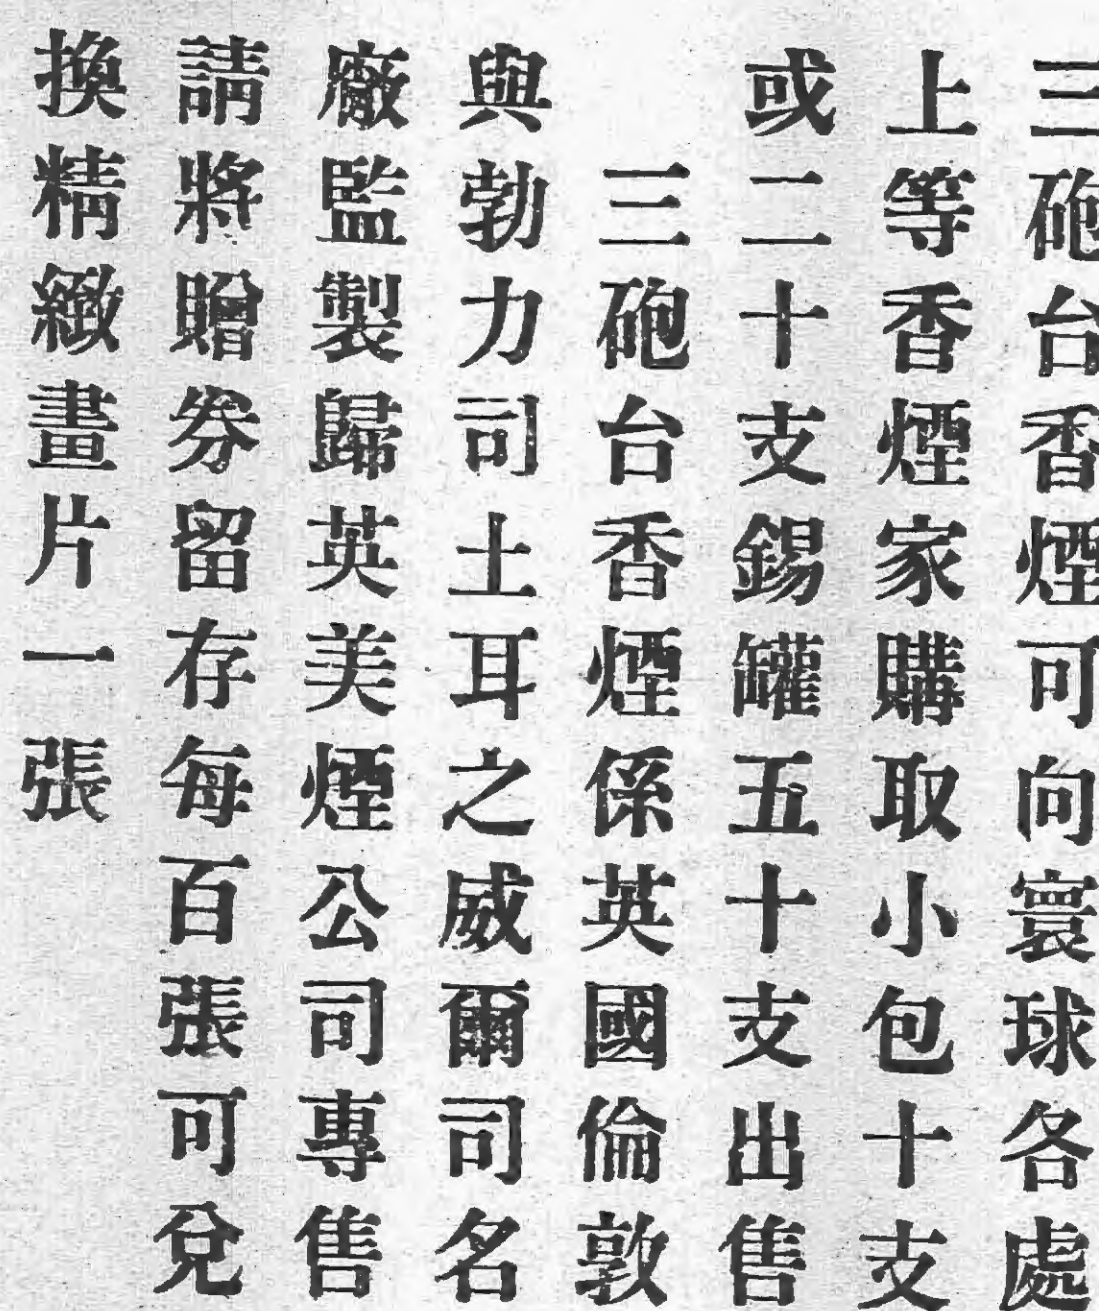 三砲台香煙可向寰球各處
上等香煙家購取小包十支
或二十支錫罐五十支出售
三砲台香煙係英國倫敦
與勃力司土耳之威爾司名
廠監製歸英美煙公司專售
請將贈券留存每百張可兌
換精緻畫片一張